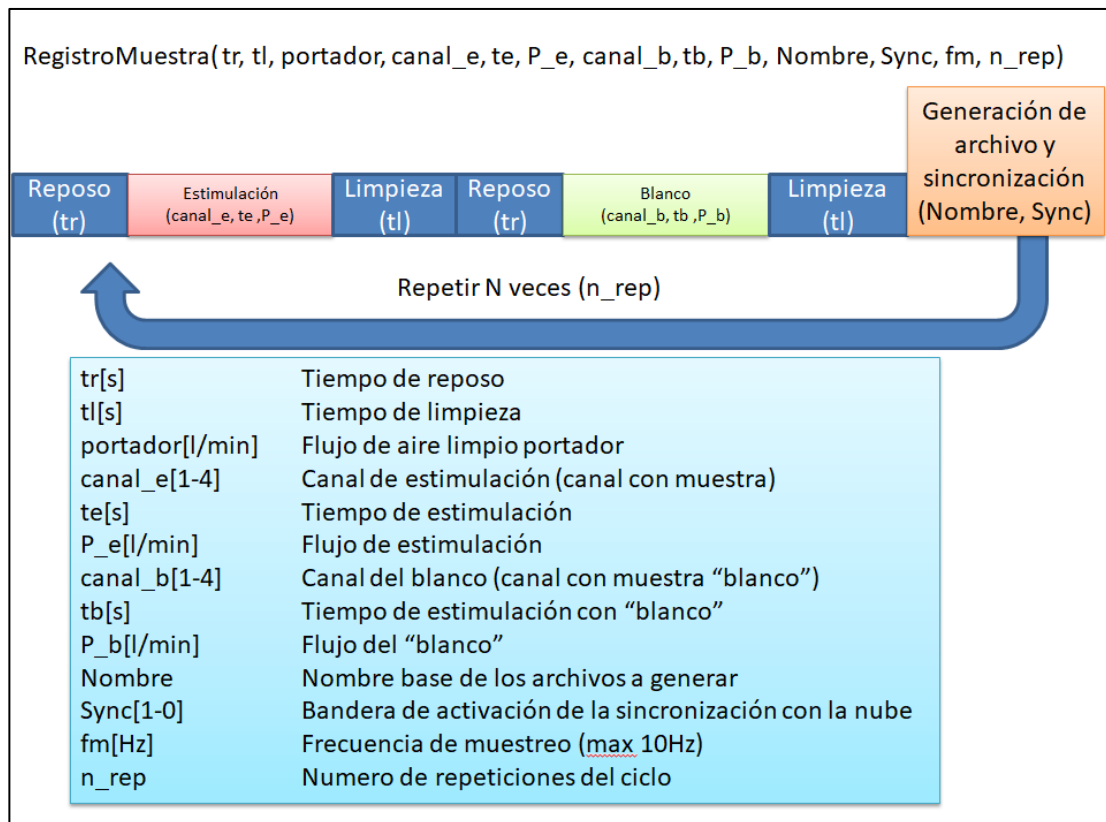 RegistroMuestra( tr, tl, portador, canal_e, te, P_e, canal_b, tb, P_b, Nombre, Sync, fm, n_rep)
Generación de
archivo y
sincronización
(Nombre, Sync)
Reposo
(tr)
Estimulación
(canal_e, te ,P_e)
Limpieza
(tl)
Reposo
(tr)
Blanco
(canal_b, tb ,P_b)
Limpieza
(tl)
Repetir N veces (n_rep)
tr[s] Tiempo de reposo
tl[s] Tiempo de limpieza
portador[l/min] Flujo de aire limpio portador
canal_e[1-4] Canal de estimulación (canal con muestra)
te[s] Tiempo de estimulación
P_e[l/min] Flujo de estimulación
canal_b[1-4] Canal del blanco (canal con muestra “blanco”)
tb[s] Tiempo de estimulación con “blanco”
P_b[l/min] Flujo del “blanco”
Nombre Nombre base de los archivos a generar
Sync[1-0] Bandera de activación de la sincronización con la nube
fm[Hz] Frecuencia de muestreo (max 10Hz)
n_rep Numero de repeticiones del ciclo